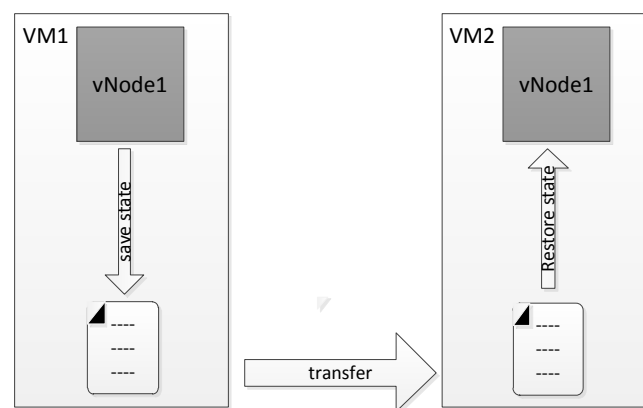 VM1
vNode1
save state
----
----
----
transfer
VM2
vNode1
Restore state
----
----
----